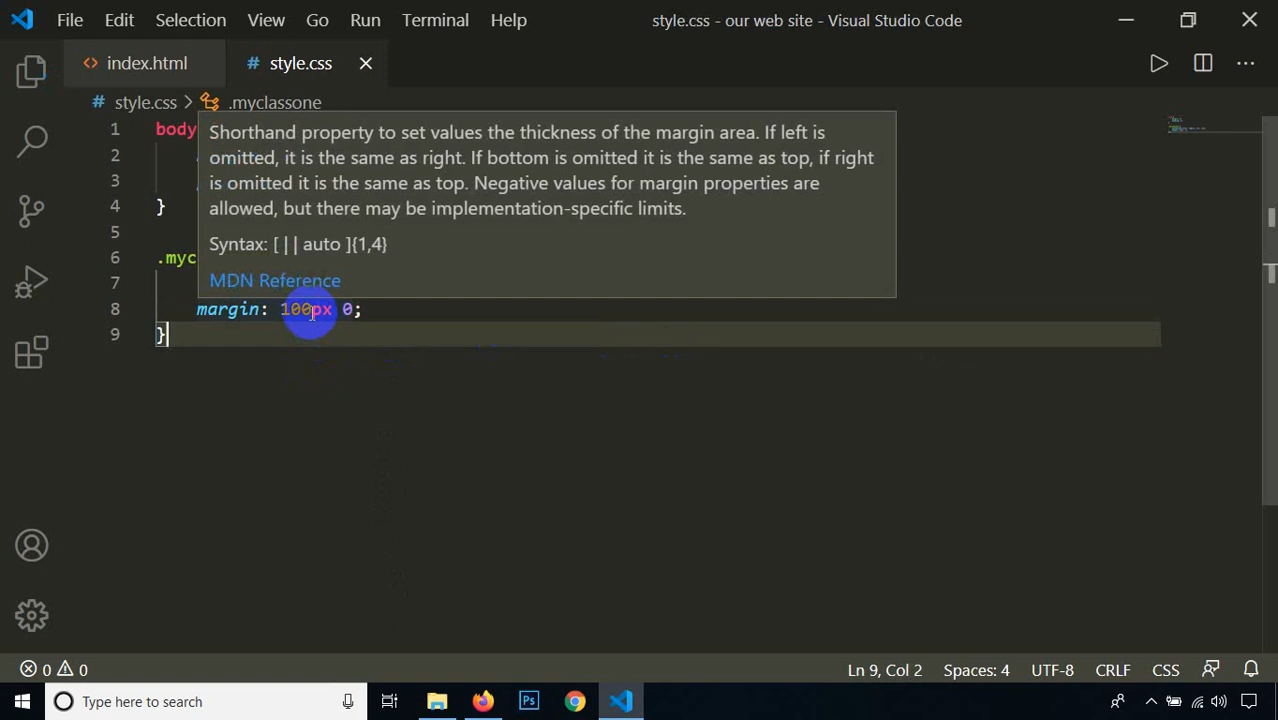 File Edit Selection View Go Run Terminal Help
style.css - our web site - Visual Studio Code
index.html
# style.css
# style.css > .myclassone
1 body
2
3
4 }
5
6 .myc
7
8 margin: 100px 0;
9 }
Shorthand property to set values the thickness of the margin area. If left is
omitted, it is the same as right. If bottom is omitted it is the same as top, if right
is omitted it is the same as top. Negative values for margin properties are
allowed, but there may be implementation-specific limits.
Syntax: [ | | auto ]{1,4}
MDN Reference
0 0
Ln 9, Col 2 Spaces: 4 UTF-8 CRLF CSS
Type here to search
Ps